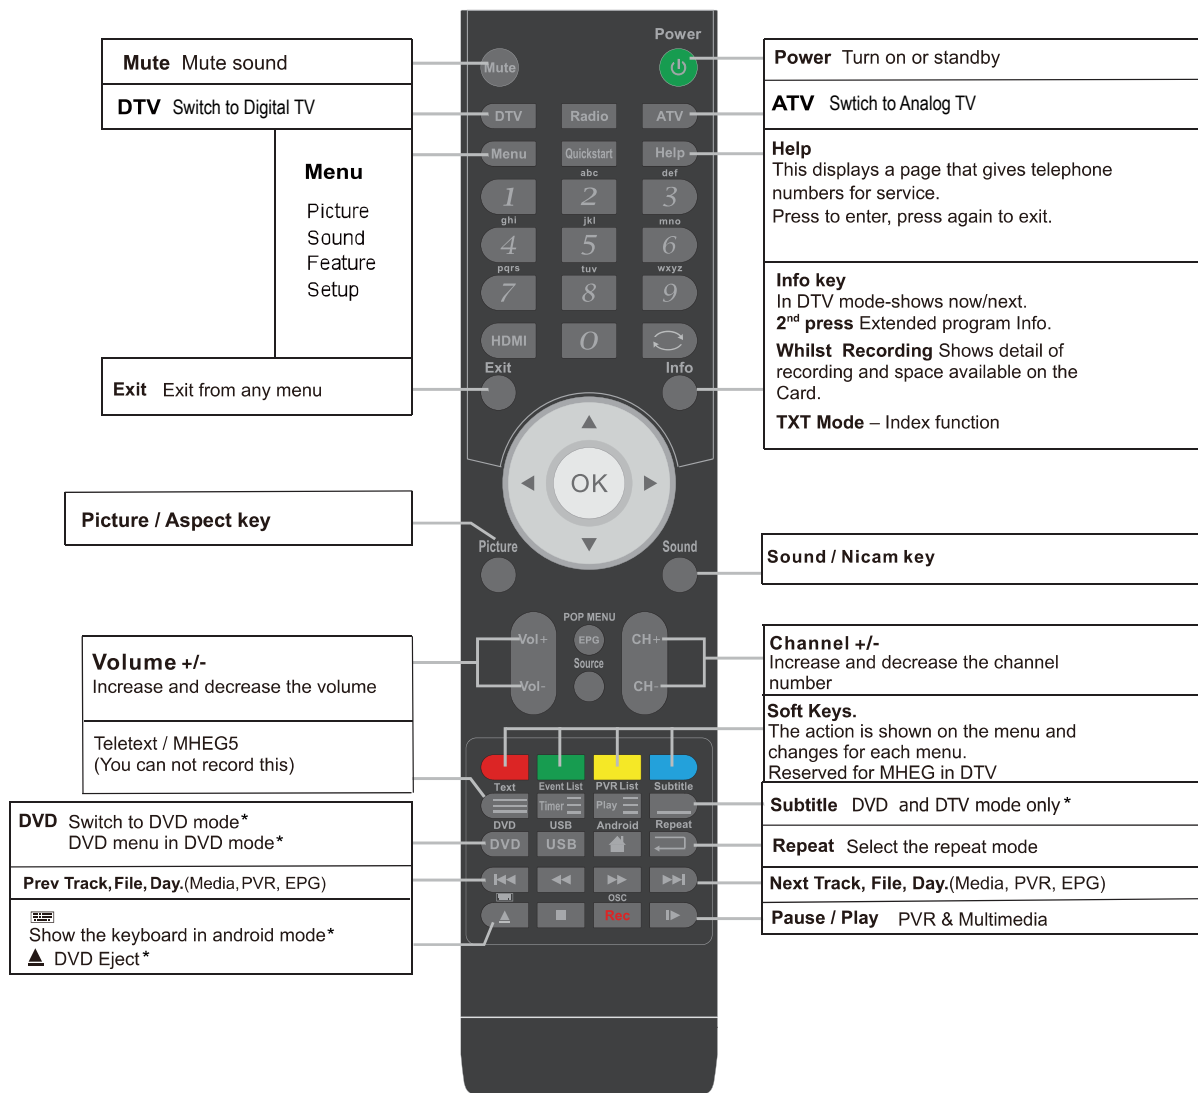 Mute Mute sound
DTV Switch to Digital TV
Menu
Picture
Sound
Feature
Setup
Exit Exit from any menu
Picture / Aspect key
Volume +/-
Increase and decrease the volume
Teletext / MHEG5
(You can not record this)
DVD Switch to DVD mode*
DVD menu in DVD mode*
Prev Track, File, Day.(Media, PVR, EPG)
Show the keyboard in android mode*
DVD Eject*
Power
Mute
DTV Radio ATV
Menu Quickstart Help
abc def
1 2 3
ghi jkl mno
4 5 6
pqrs tuv wxyz
7 8 9
HDMI 0
Exit Info
OK
Picture Sound
POP MENU
Vol+ EPG CH+
Source
Vol- CH-
Text Event List PVR List Subtitle
Timer Play
DVD USB Android Repeat
DVD USB
OSC
Rec
Power Turn on or standby
ATV Swtich to Analog TV
Help
This displays a page that gives telephone
numbers for service.
Press to enter, press again to exit.
Info key
In DTV mode-shows now/next.
2nd press Extended program Info.
Whilst Recording Shows detail of
recording and space available on the
Card.
TXT Mode – Index function
Sound / Nicam key
Channel +/-
Increase and decrease the channel
number
Soft Keys.
The action is shown on the menu and
changes for each menu.
Reserved for MHEG in DTV
Subtitle DVD and DTV mode only*
Repeat Select the repeat mode
Next Track, File, Day.(Media, PVR, EPG)
Pause / Play PVR & Multimedia